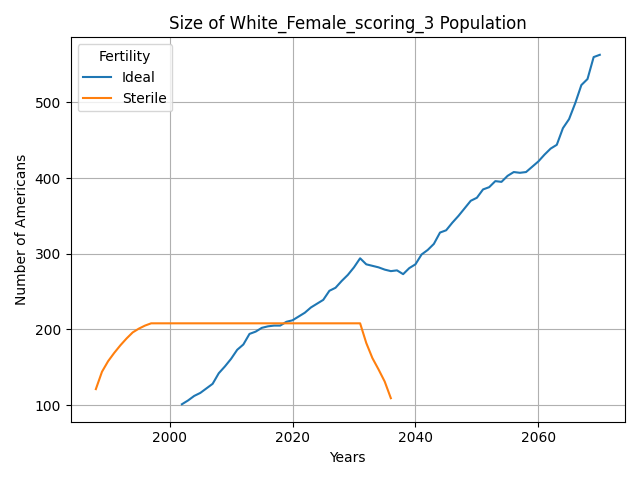 Size of White_Female_scoring_3 Population
Fertility
Ideal
Sterile
Number of Americans
500
400
300
200
100
2000
2020
2040
2060
Years